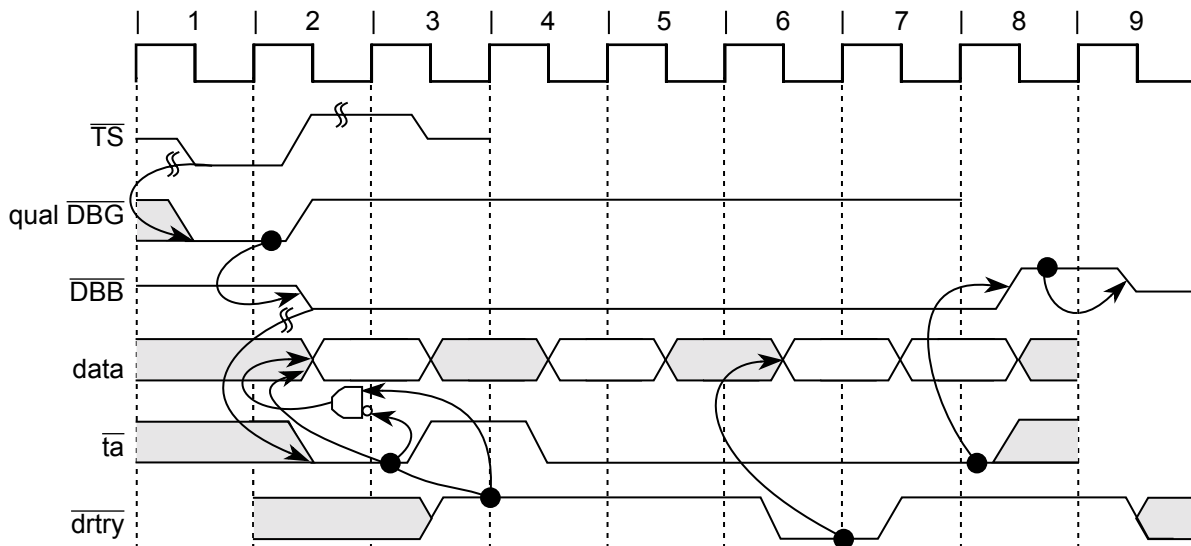 | 1 | 2 | 3 | 4 | 5 | 6 | 7 | 8 | 9
TS
qual DBG
DBB
data
ta
drtry